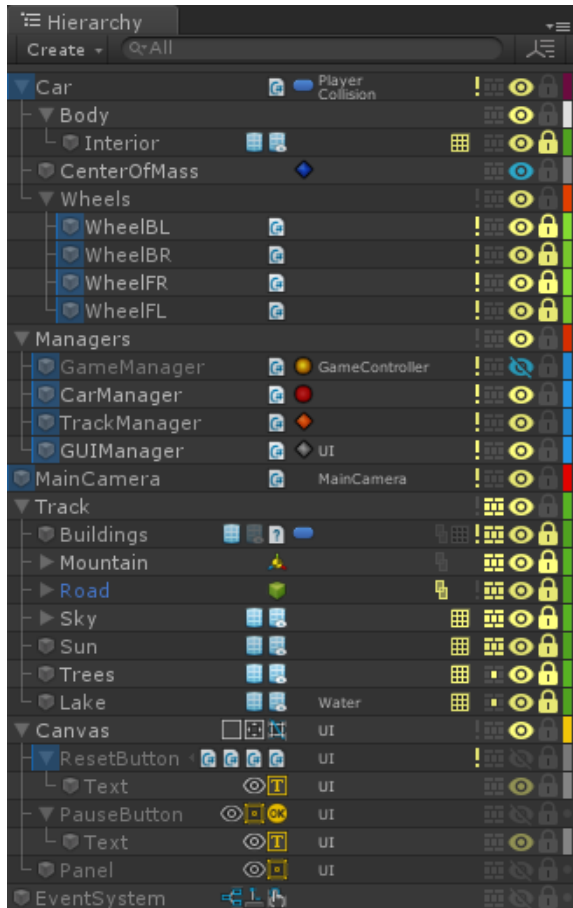 Hierarchy
Create All
Car Player Collision
Body
Interior
CenterOfMass
Wheels
WheelBL
WheelBR
WheelFR
WheelFL
Managers
GameManager GameController
CarManager
TrackManager
GUIManager UI
MainCamera MainCamera
Track
Buildings ?
Mountain
Road
Sky
Sun
Trees
Lake Water
Canvas UI
ResetButton UI
Text T UI
PauseButton OK UI
Text T UI
Panel UI
EventSystem